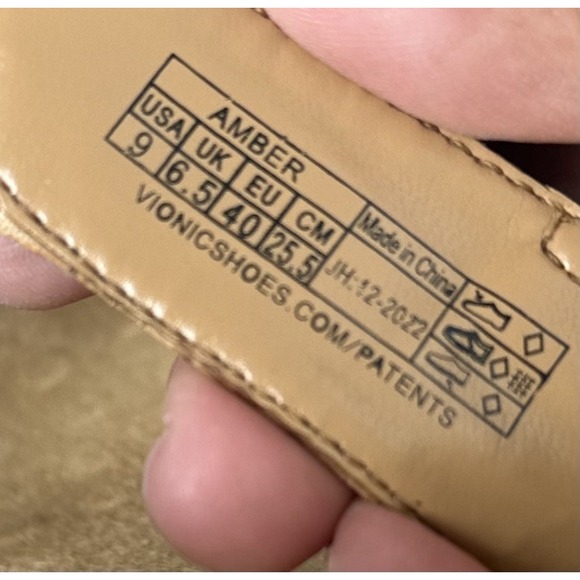 AMBER
USA UK EU CM
9 6.5 40 25.5
Made in China
JH:12-2022
VIONICSHOES.COM/PATENTS